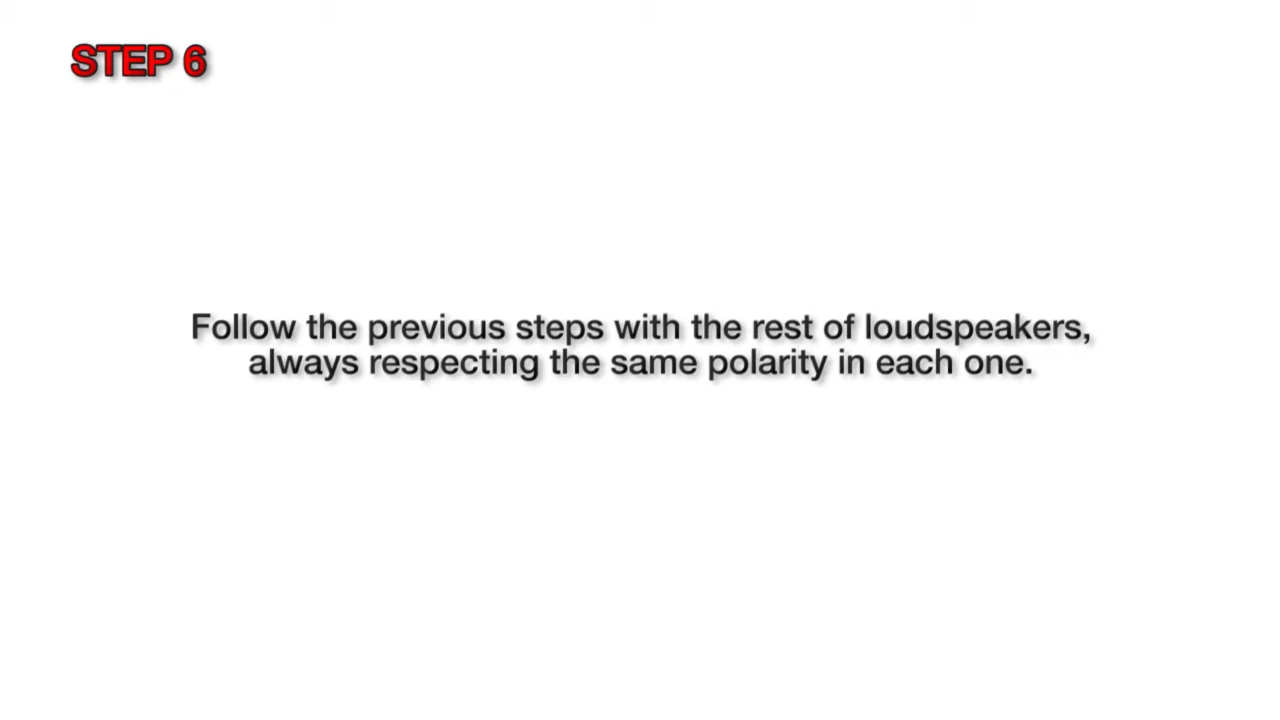 STEP 6
Follow the previous steps with the rest of loudspeakers,
always respecting the same polarity in each one.